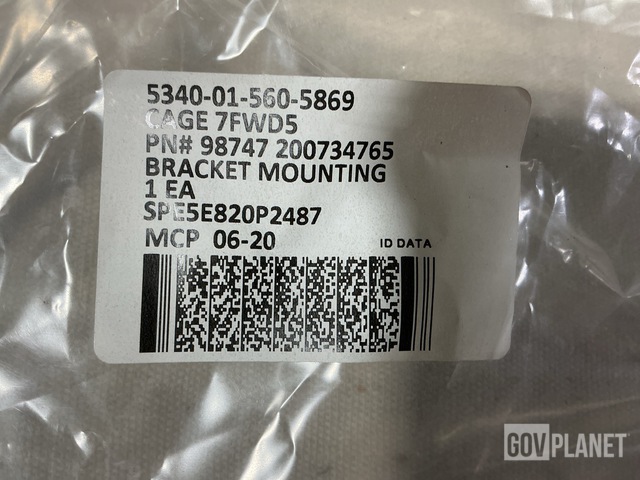 5340-01-560-5869
CAGE 7FWD5
PN# 98747 200734765
BRACKET MOUNTING
1 EA
SPE5E820P2487
MCP 06-20 ID DATA
GOVPLANET